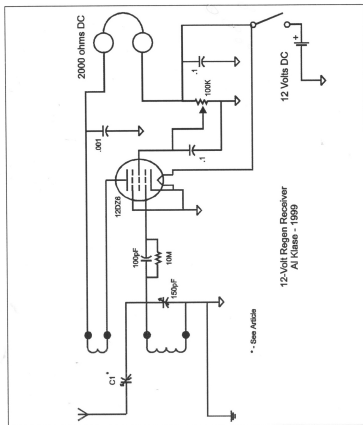 2000 ohms DC
12 Volts DC
.1
100K
.001
.1
12DZ6
100pF
10M
150pF
C1*
* - See Article
12-Volt Regen Receiver
Al Klase - 1999